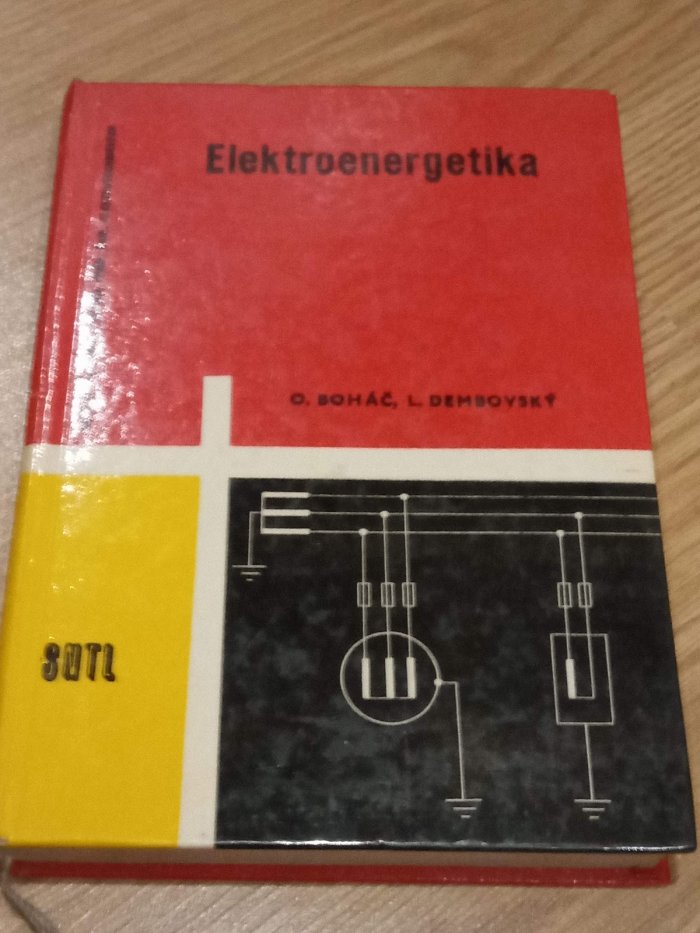 Elektroenergetika
O. BOHÁČ, L. DEMBOVSKÝ
SNTL